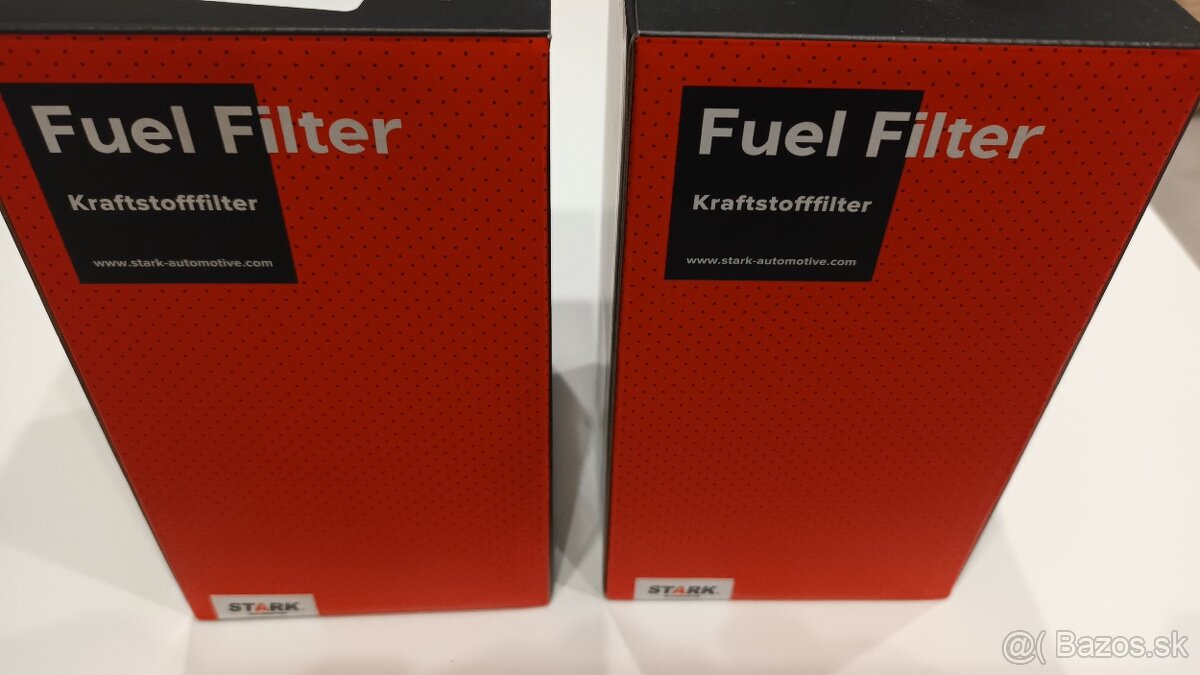 Fuel Filter
Kraftstofffilter
www.stark-automotive.com
STARK
Fuel Filter
Kraftstofffilter
www.stark-automotive.com
STARK
@( Bazos.sk